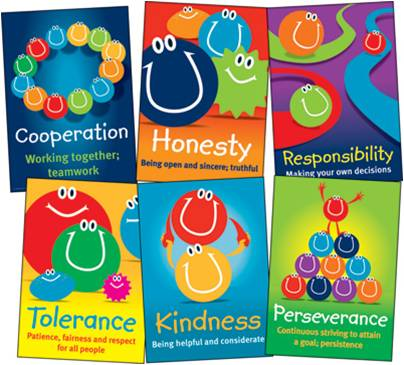 Cooperation
Working together;
teamwork
Honesty
Being open and sincere; truthful
Responsibility
Making your own decisions
Tolerance
Patience, fairness and respect
for all people
Kindness
Being helpful and considerate
Perseverance
Continuous striving to attain
a goal; persistence